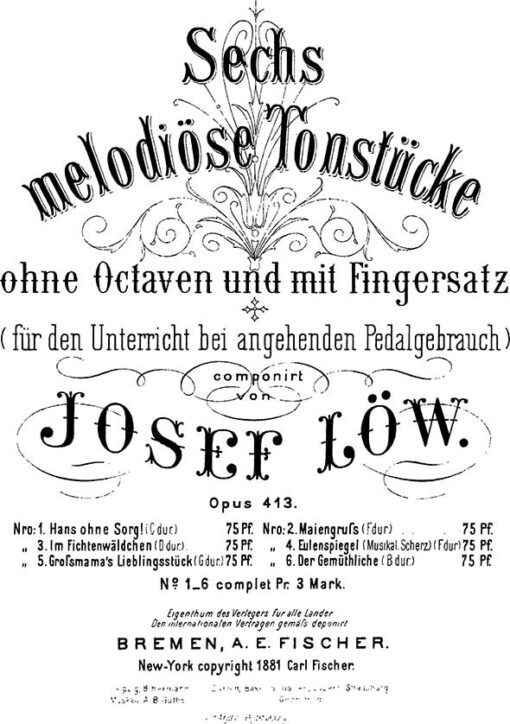 Sechs
melodiöse Tonstücke
ohne Octaven und mit Fingersatz
(für den Unterricht bei angehenden Pedalgebrauch)
componirt
von
JOSEF LÖW.
Opus 413.
Nro: 1. Hans ohne Sorg! (C dur.) 75 Pf. Nro: 2. Maiengruſs (F dur) 75 Pf.
„ 3. Im Fichtenwäldchen (D dur.) 75 Pf. „ 4. Eulenspiegel (Musikal. Scherz) (F dur) 75 Pf.
„ 5. Groſsmama's Lieblingsstück (G dur.) 75 Pf. „ 6. Der Gemüthliche (B dur.) 75 Pf.
No 1_6 complet Pr. 3 Mark.
Eigenthum des Verlegers für alle Länder
Den internationalen Verträgen gemäſs deponirt
BREMEN, A. E. FISCHER.
New-York copyright 1881 Carl Fischer.